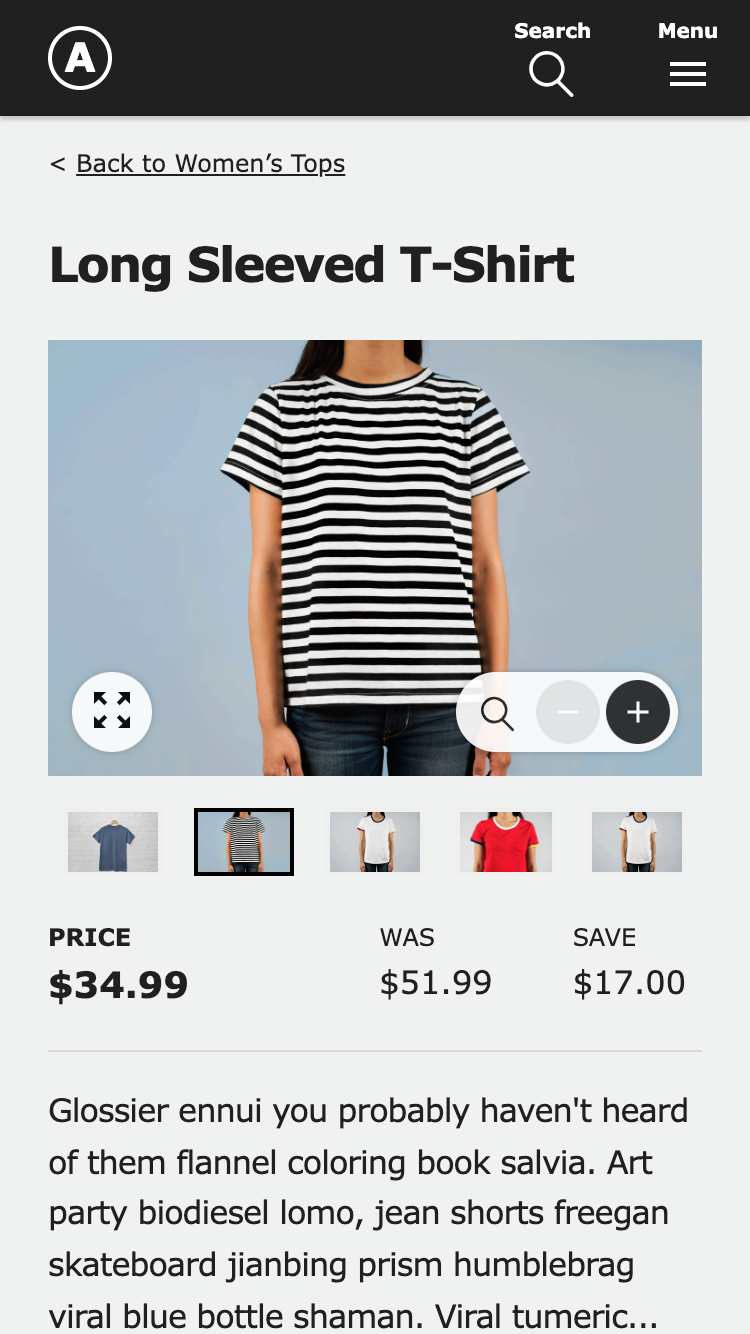 A
Search
Menu
< Back to Women’s Tops
Long Sleeved T-Shirt
PRICE
WAS
SAVE
$34.99
$51.99
$17.00
Glossier ennui you probably haven't heard
of them flannel coloring book salvia. Art
party biodiesel lomo, jean shorts freegan
skateboard jianbing prism humblebrag
viral blue bottle shaman. Viral tumeric...